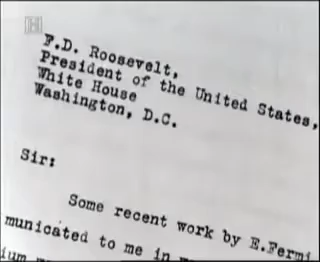 F.D. Roosevelt,
President of the United States,
White House
Washington, D.C.
Sir:
Some recent work by E.Fermi
municated to me in
ium